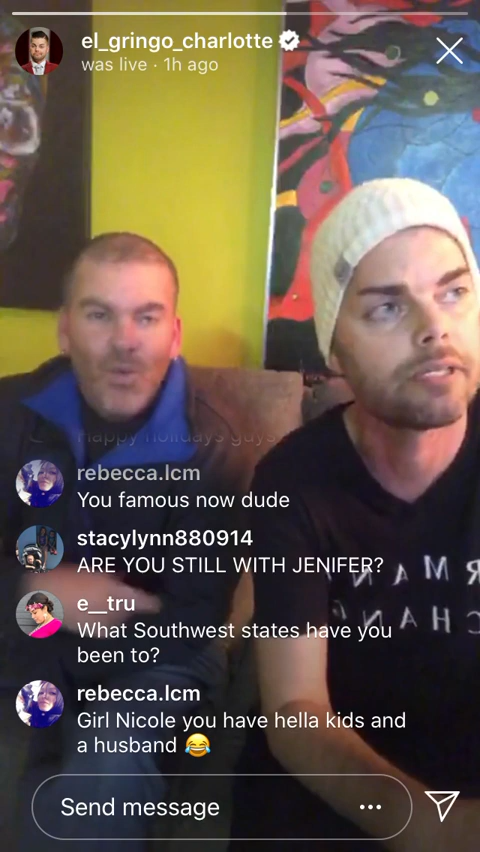 el_gringo_charlotte
was live · 1h ago
Happy holidays guys
rebecca.lcm
You famous now dude
stacylynn880914
ARE YOU STILL WITH JENIFER?
e__tru
What Southwest states have you
been to?
rebecca.lcm
Girl Nicole you have hella kids and
a husband 😂
Send message